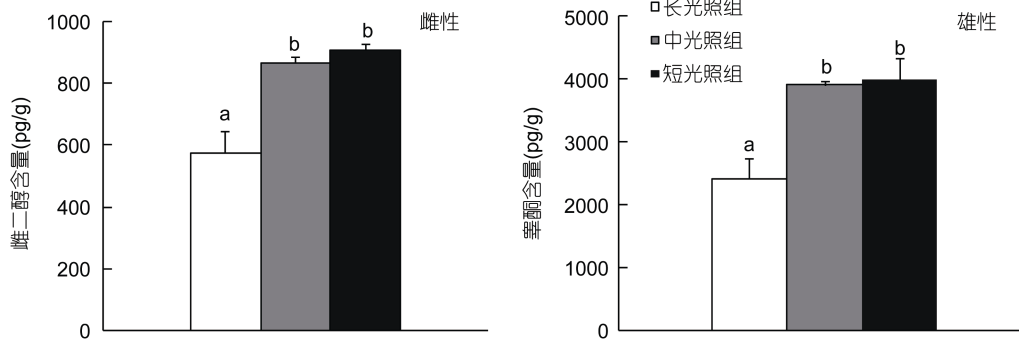 雌性
1000
800
600
400
200
0
雌二醇含量(pg/g)
a
b
b
雄性
长光照组
中光照组
短光照组
5000
4000
3000
2000
1000
0
睾酮含量(pg/g)
a
b
b